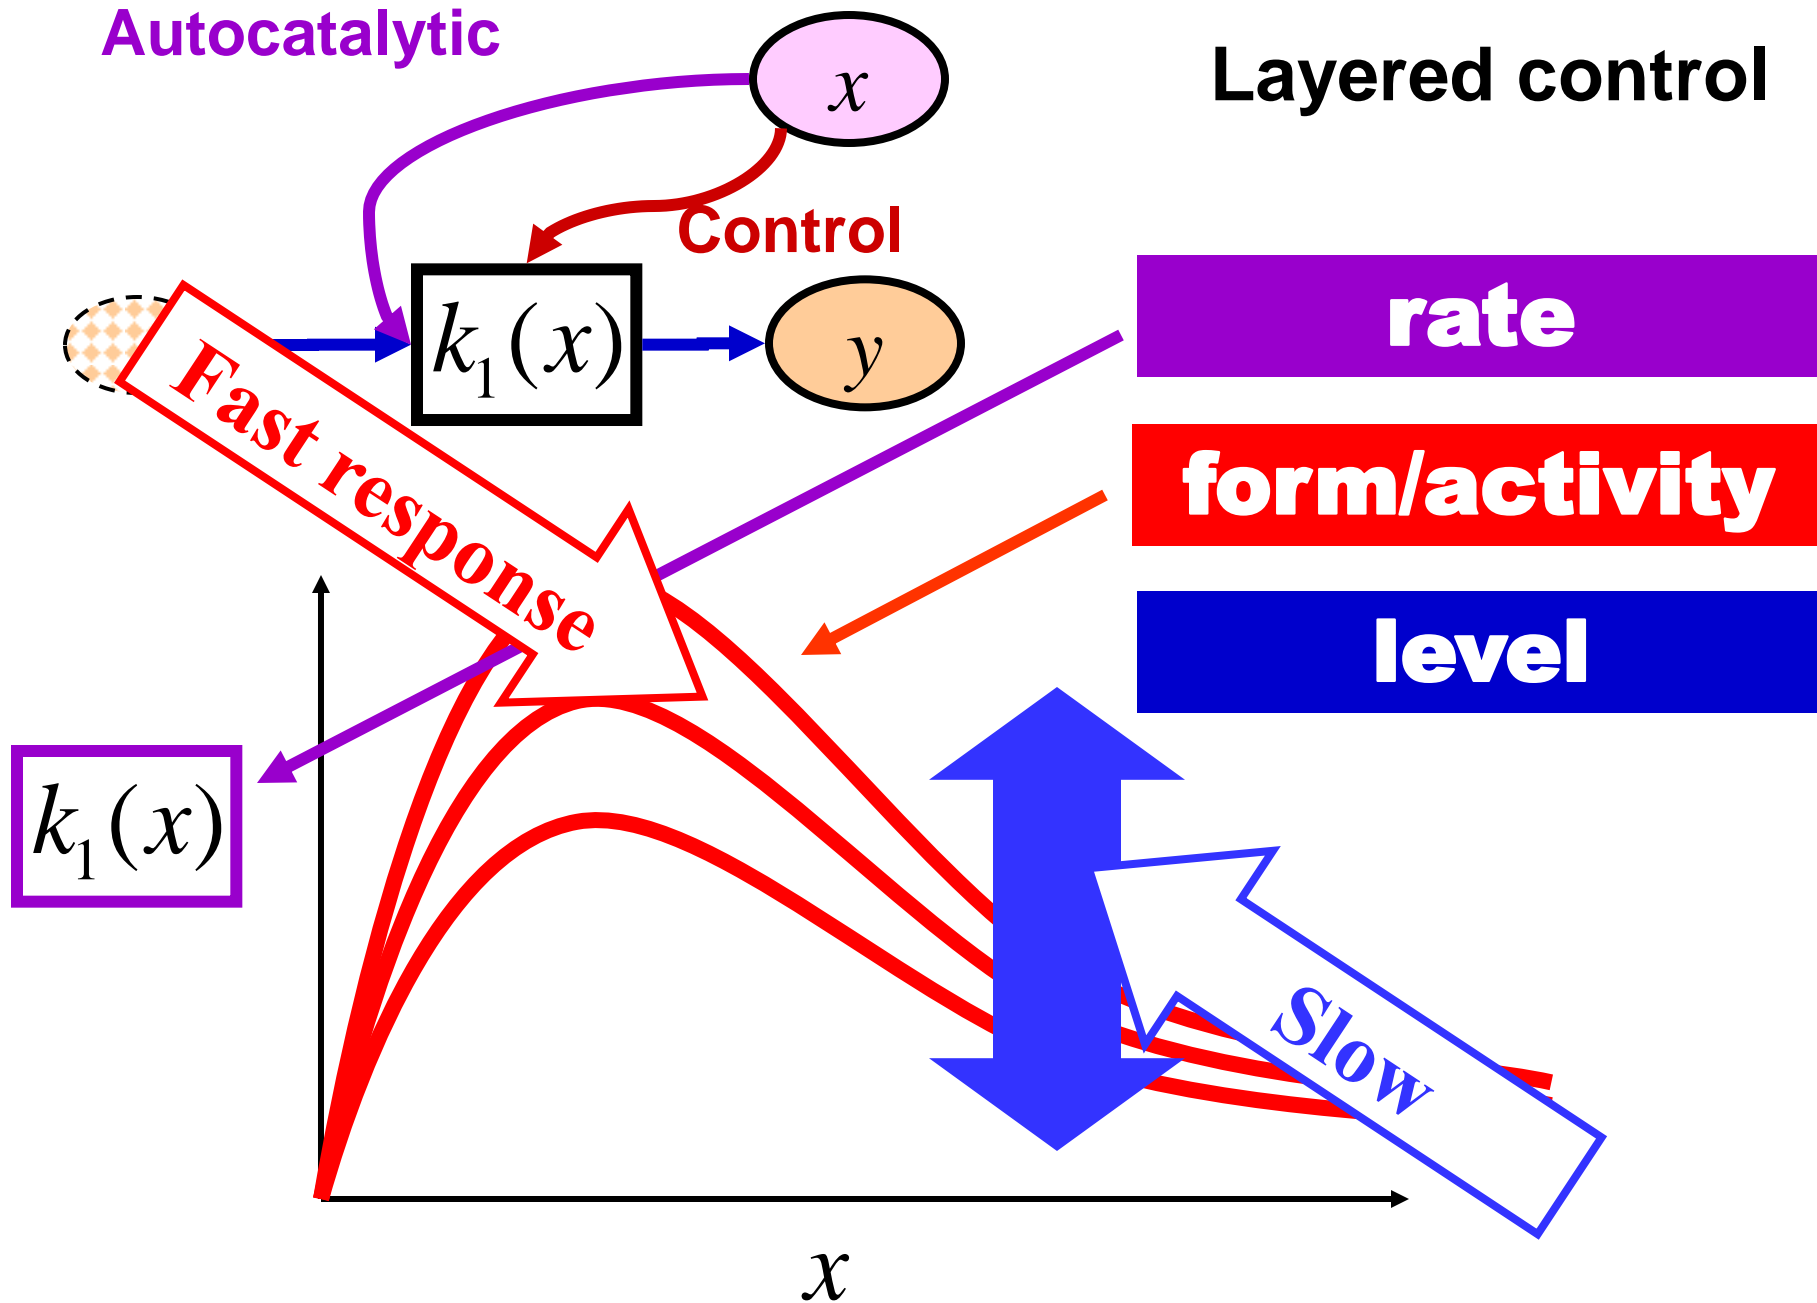 Autocatalytic
x
Layered control
Control
k₁(x)
y
rate
Fast response
form/activity
level
k₁(x)
Slow
x